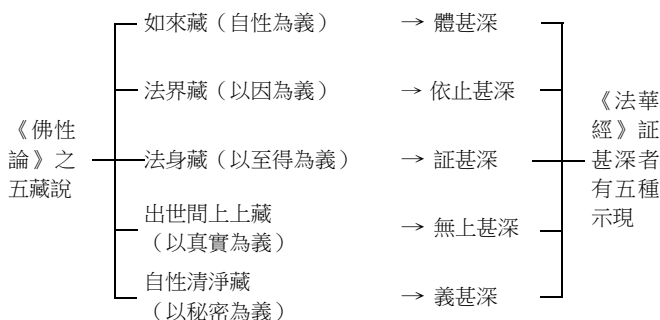 如來藏（自性為義） → 體甚深
法界藏（以因為義） → 依止甚深
《佛性
論》之
五藏說
法身藏（以至得為義） → 証甚深
《法華
經》証
甚深者
有五種
示現
出世間上上藏
（以真實為義） → 無上甚深
自性清淨藏
（以秘密為義） → 義甚深